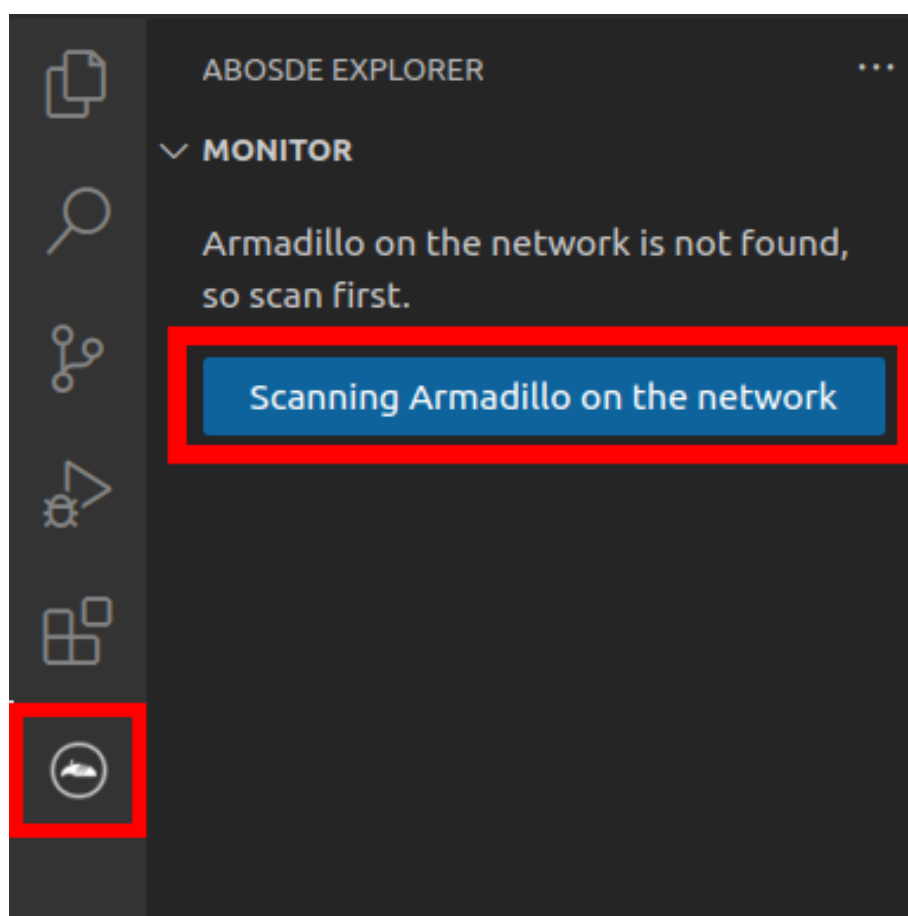 ABOSDE EXPLORER
MONITOR
Armadillo on the network is not found,
so scan first.
Scanning Armadillo on the network